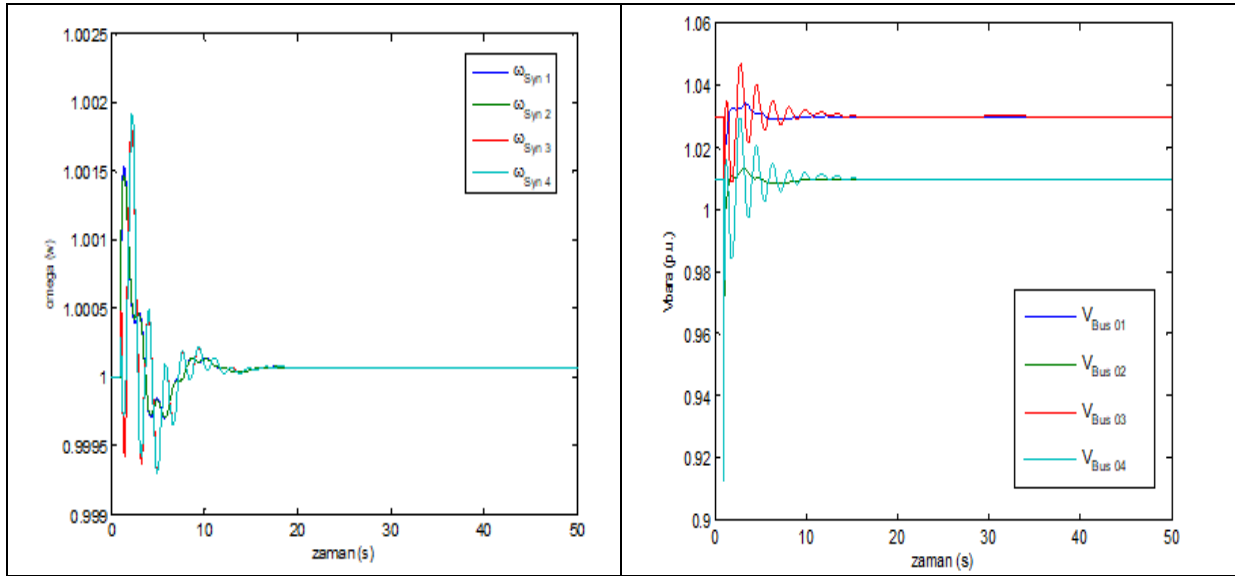 1.0025
1.002
1.0015
1.001
1.0005
1
0.9995
0.999
0
10
20
30
40
50
omega (w)
zaman (s)
ωSyn 1
ωSyn 2
ωSyn 3
ωSyn 4
1.06
1.04
1.02
1
0.98
0.96
0.94
0.92
0.9
0
10
20
30
40
50
Vbara (p.u.)
zaman (s)
VBus 01
VBus 02
VBus 03
VBus 04